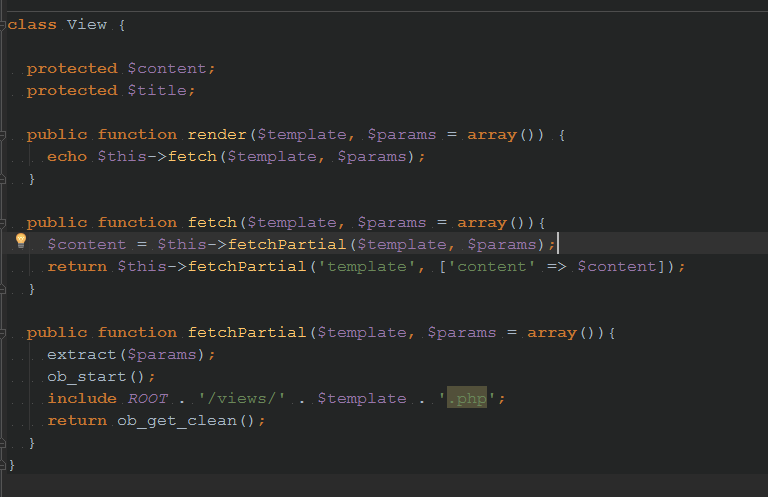 class View {
protected $content;
protected $title;
public function render($template, $params = array()) {
echo $this->fetch($template, $params);
}
public function fetch($template, $params = array()){
$content = $this->fetchPartial($template, $params);
return $this->fetchPartial('template', ['content' => $content]);
}
public function fetchPartial($template, $params = array()){
extract($params);
ob_start();
include ROOT . '/views/' . $template . '.php';
return ob_get_clean();
}
}